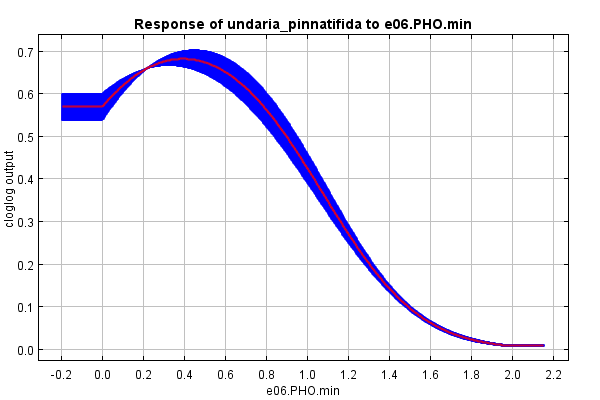 Response of undaria_pinnatifida to e06.PHO.min
cloglog output
0.7
0.6
0.5
0.4
0.3
0.2
0.1
0.0
-0.2 0.0 0.2 0.4 0.6 0.8 1.0 1.2 1.4 1.6 1.8 2.0 2.2
e06.PHO.min